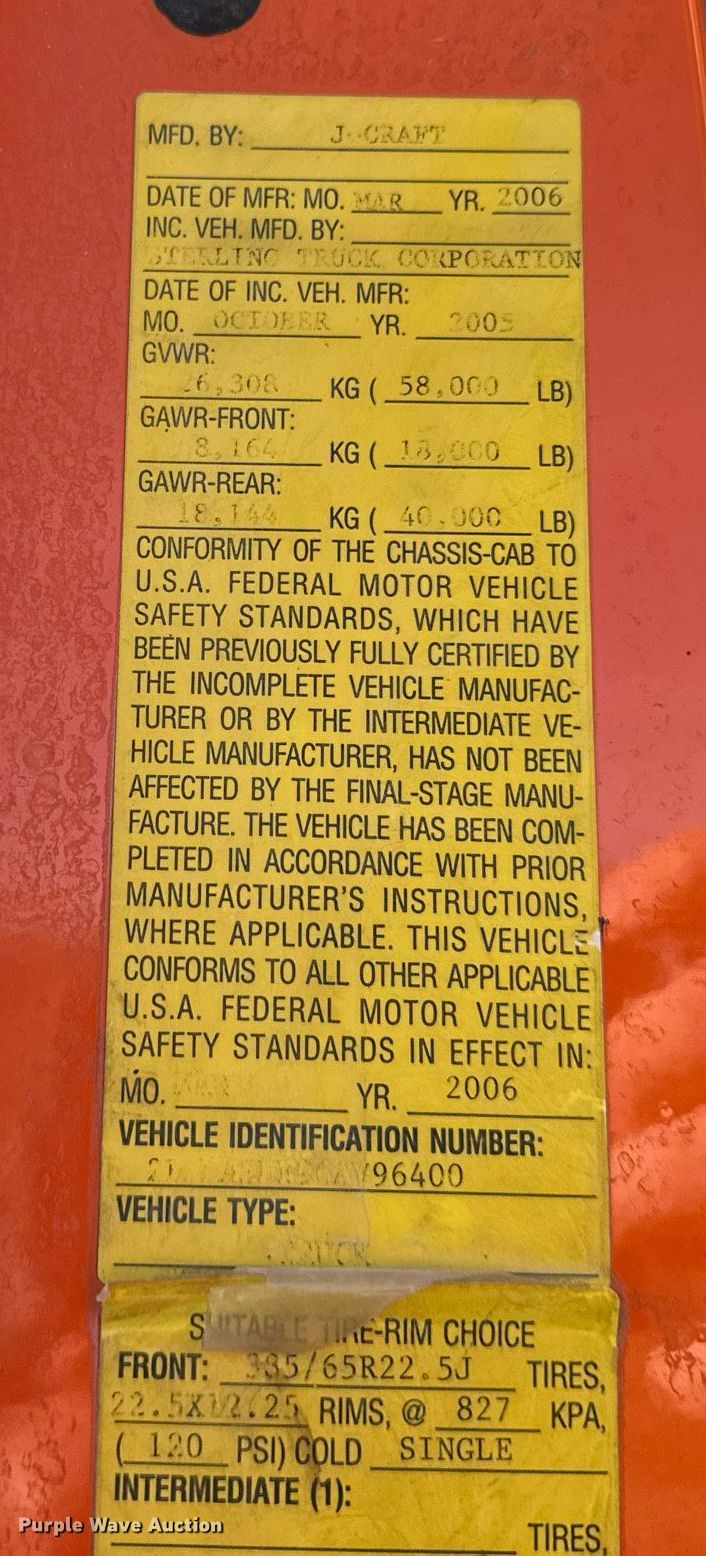 MFD. BY: J-CRAFT
DATE OF MFR: MO. MAR YR. 2006
INC. VEH. MFD. BY:
STERLING TRUCK CORPORATION
DATE OF INC. VEH. MFR:
MO. OCTOBER YR. 2005
GVWR:
26,308 KG ( 58,000 LB)
GAWR-FRONT:
8,164 KG ( 18,000 LB)
GAWR-REAR:
18,144 KG ( 40,000 LB)
CONFORMITY OF THE CHASSIS-CAB TO
U.S.A. FEDERAL MOTOR VEHICLE
SAFETY STANDARDS, WHICH HAVE
BEEN PREVIOUSLY FULLY CERTIFIED BY
THE INCOMPLETE VEHICLE MANUFAC-
TURER OR BY THE INTERMEDIATE VE-
HICLE MANUFACTURER, HAS NOT BEEN
AFFECTED BY THE FINAL-STAGE MANU-
FACTURE. THE VEHICLE HAS BEEN COM-
PLETED IN ACCORDANCE WITH PRIOR
MANUFACTURER'S INSTRUCTIONS,
WHERE APPLICABLE. THIS VEHICLE
CONFORMS TO ALL OTHER APPLICABLE
U.S.A. FEDERAL MOTOR VEHICLE
SAFETY STANDARDS IN EFFECT IN:
MO. MAR YR. 2006
VEHICLE IDENTIFICATION NUMBER:
96400
VEHICLE TYPE:
TRUCK
SUITABLE TIRE-RIM CHOICE
FRONT: 385/65R22.5J TIRES,
22.5X12.25 RIMS, @ 827 KPA,
( 120 PSI) COLD SINGLE
INTERMEDIATE (1):
TIRES,
Purple Wave Auction